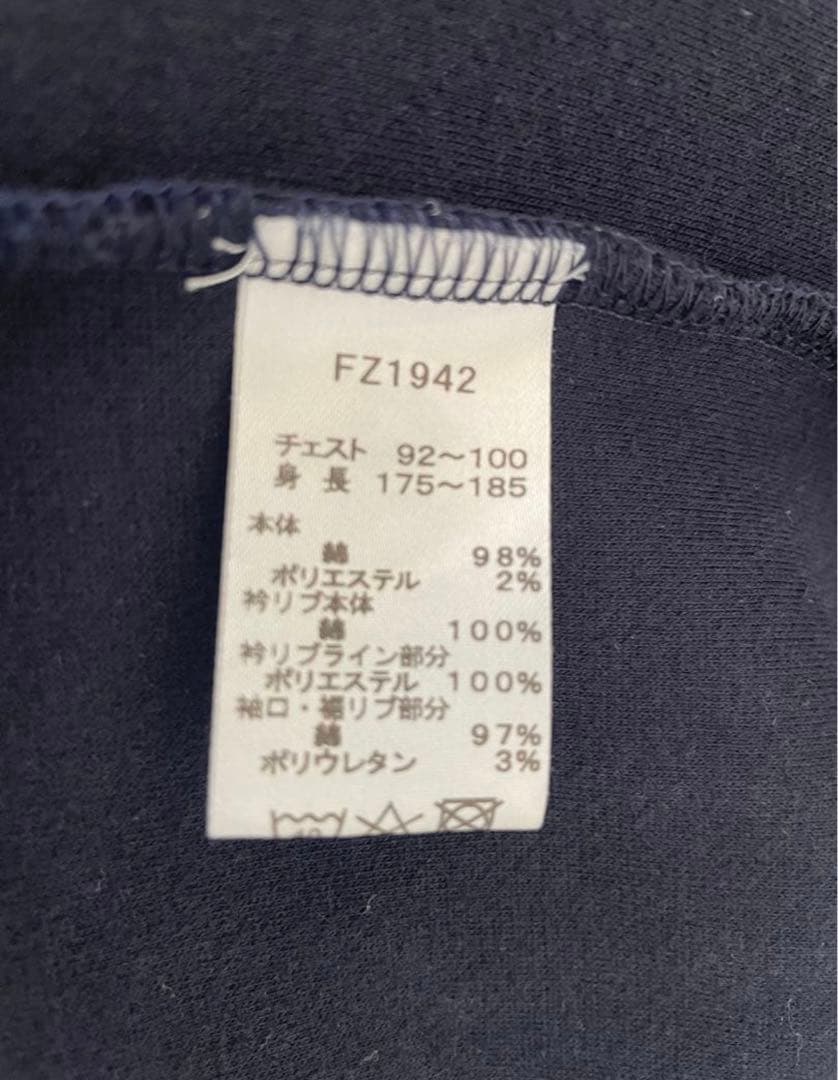 FZ1942
チェスト 92～100
身長 175～185
本体
綿 98%
ポリエステル 2%
衿リブ本体
綿 100%
衿リブライン部分
ポリエステル 100%
袖口・裾リブ部分
綿 97%
ポリウレタン 3%